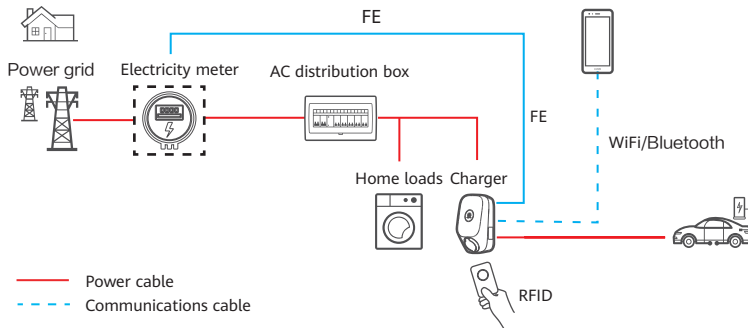 FE
Power grid
Electricity meter
AC distribution box
FE
WiFi/Bluetooth
Home loads
Charger
RFID
Power cable
Communications cable